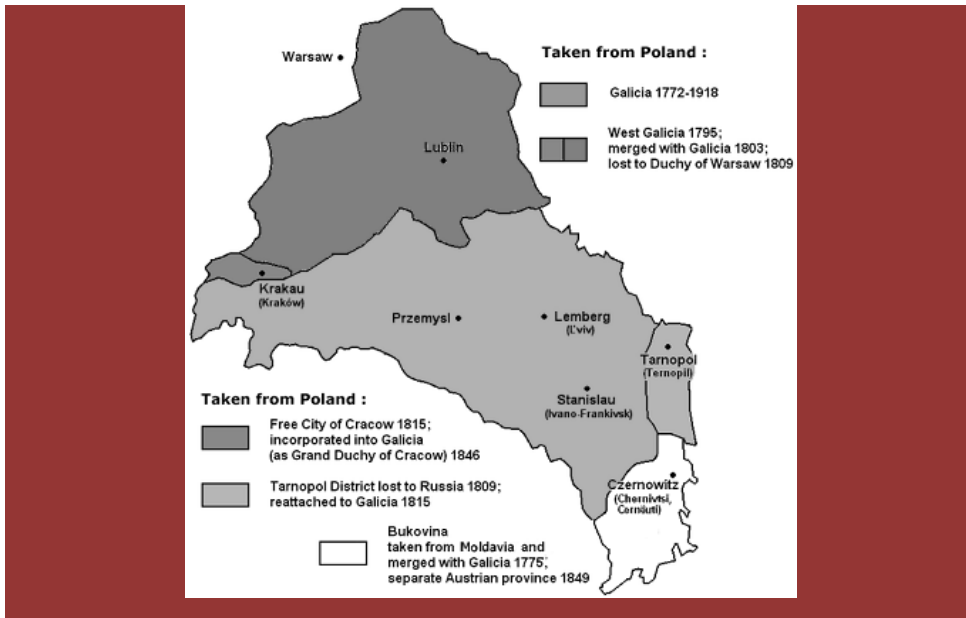 Warsaw
Taken from Poland :
Galicia 1772-1918
West Galicia 1795;
merged with Galicia 1803;
lost to Duchy of Warsaw 1809
Lublin
Krakau
(Kraków)
Przemysl
Lemberg
(L'viv)
Tarnopol
(Ternopil)
Stanislau
(Ivano-Frankivsk)
Taken from Poland :
Free City of Cracow 1815;
incorporated into Galicia
(as Grand Duchy of Cracow) 1846
Tarnopol District lost to Russia 1809;
reattached to Galicia 1815
Czernowitz
(Chernivtsi,
Cernăuti)
Bukovina
taken from Moldavia and
merged with Galicia 1775;
separate Austrian province 1849